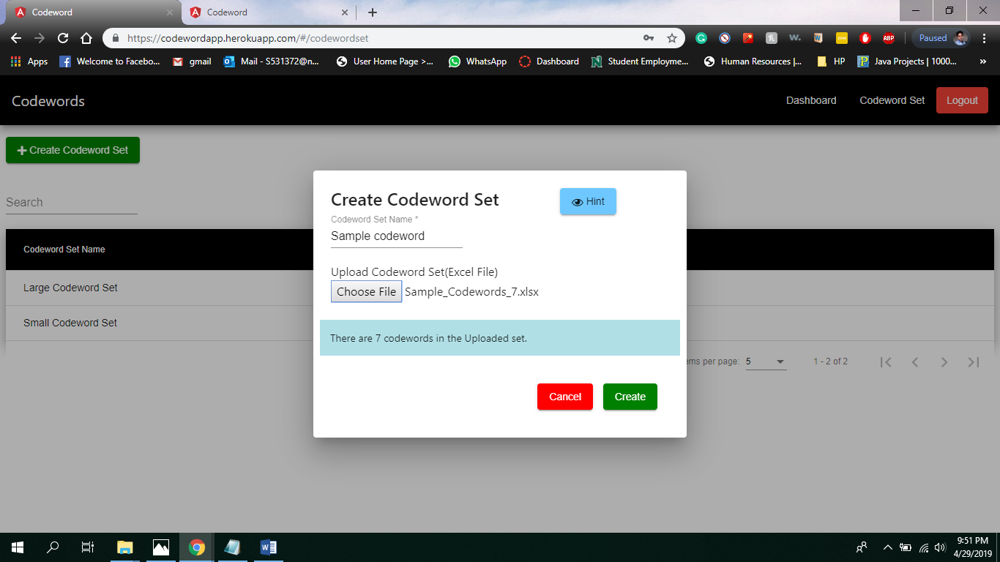 Codeword
Codeword
https://codewordapp.herokuapp.com/#/codewordset
Paused
Apps
Welcome to Facebo...
gmail
Mail - S531372@n...
User Home Page >...
WhatsApp
Dashboard
Student Employme...
Human Resources |...
HP
Java Projects | 1000...
»
Codewords
Dashboard
Codeword Set
Logout
Create Codeword Set
Search
Codeword Set Name
Large Codeword Set
Small Codeword Set
ems per page: 5
1 - 2 of 2
Create Codeword Set
Hint
Codeword Set Name *
Sample codeword
Upload Codeword Set(Excel File)
Choose File Sample_Codewords_7.xlsx
There are 7 codewords in the Uploaded set.
Cancel
Create
9:51 PM
4/29/2019